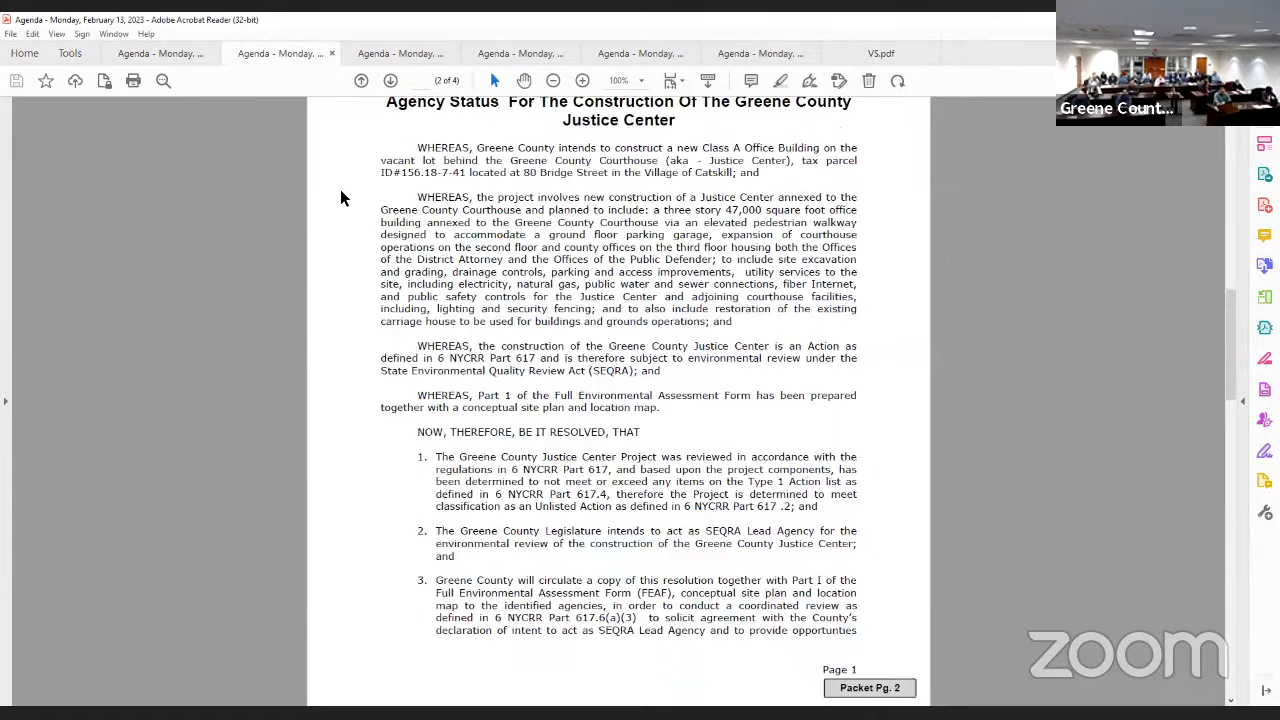 Agenda - Monday, February 13, 2023 - Adobe Acrobat Reader (32-bit)
File Edit View Sign Window Help
Home Tools Agenda - Monday, ... Agenda - Monday, ... × Agenda - Monday, ... Agenda - Monday, ... Agenda - Monday, ... Agenda - Monday, ... VS.pdf
(2 of 4) 100%
Greene Count...
Agency Status For The Construction Of The Greene County
Justice Center
WHEREAS, Greene County intends to construct a new Class A Office Building on the
vacant lot behind the Greene County Courthouse (aka - Justice Center), tax parcel
ID#156.18-7-41 located at 80 Bridge Street in the Village of Catskill; and
WHEREAS, the project involves new construction of a Justice Center annexed to the
Greene County Courthouse and planned to include: a three story 47,000 square foot office
building annexed to the Greene County Courthouse via an elevated pedestrian walkway
designed to accommodate a ground floor parking garage, expansion of courthouse
operations on the second floor and county offices on the third floor housing both the Offices
of the District Attorney and the Offices of the Public Defender; to include site excavation
and grading, drainage controls, parking and access improvements, utility services to the
site, including electricity, natural gas, public water and sewer connections, fiber Internet,
and public safety controls for the Justice Center and adjoining courthouse facilities,
including, lighting and security fencing; and to also include restoration of the existing
carriage house to be used for buildings and grounds operations; and
WHEREAS, the construction of the Greene County Justice Center is an Action as
defined in 6 NYCRR Part 617 and is therefore subject to environmental review under the
State Environmental Quality Review Act (SEQRA); and
WHEREAS, Part 1 of the Full Environmental Assessment Form has been prepared
together with a conceptual site plan and location map.
NOW, THEREFORE, BE IT RESOLVED, THAT
1. The Greene County Justice Center Project was reviewed in accordance with the
regulations in 6 NYCRR Part 617, and based upon the project components, has
been determined to not meet or exceed any items on the Type 1 Action list as
defined in 6 NYCRR Part 617.4, therefore the Project is determined to meet
classification as an Unlisted Action as defined in 6 NYCRR Part 617 .2; and
2. The Greene County Legislature intends to act as SEQRA Lead Agency for the
environmental review of the construction of the Greene County Justice Center;
and
3. Greene County will circulate a copy of this resolution together with Part I of the
Full Environmental Assessment Form (FEAF), conceptual site plan and location
map to the identified agencies, in order to conduct a coordinated review as
defined in 6 NYCRR Part 617.6(a)(3) to solicit agreement with the County's
declaration of intent to act as SEQRA Lead Agency and to provide opportunties
Page 1
Packet Pg. 2
zoom